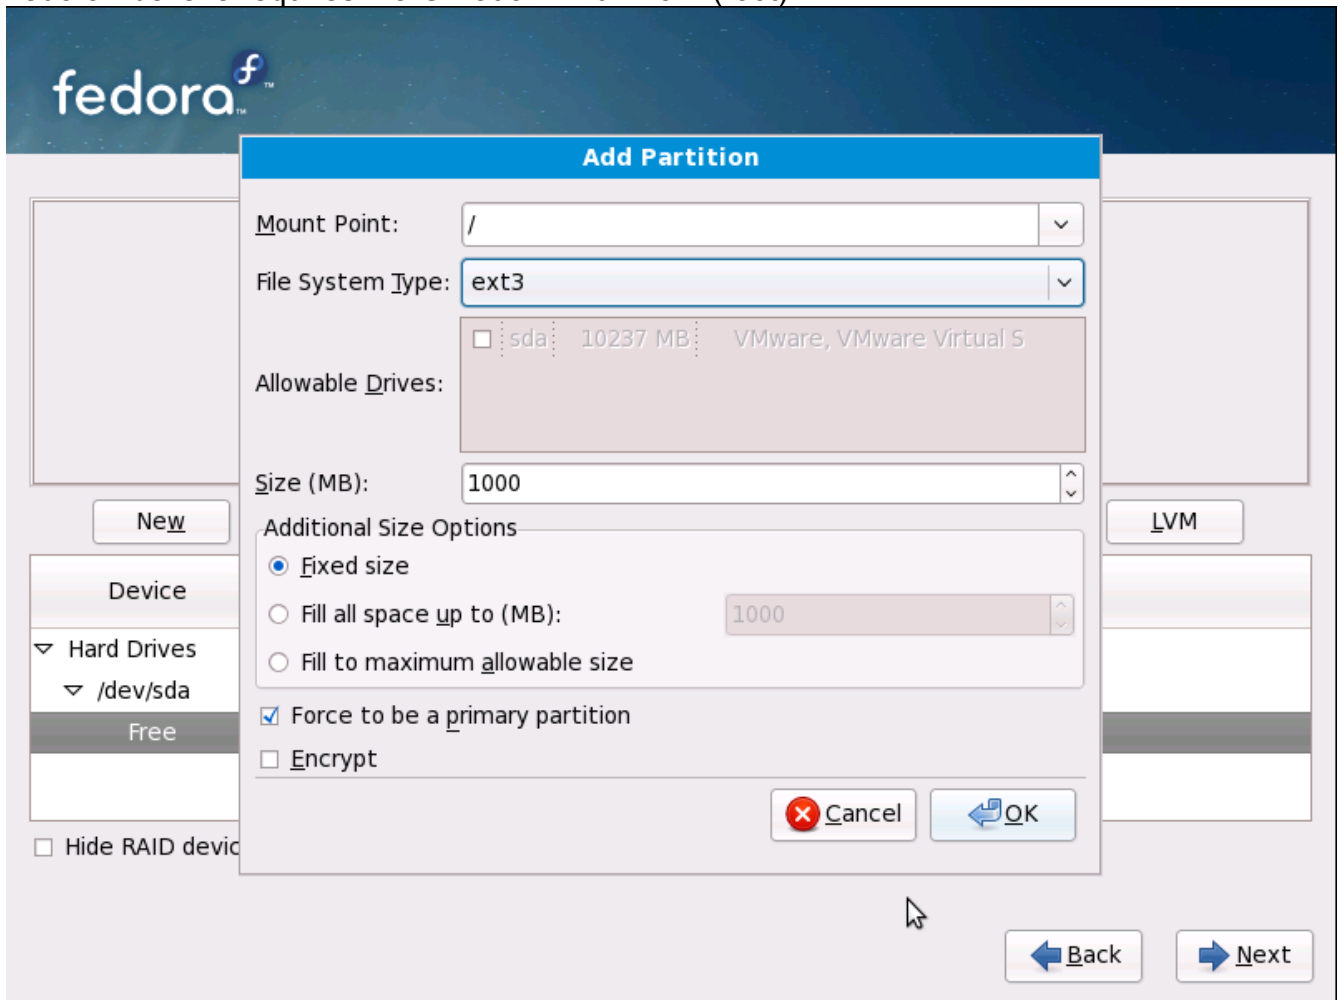 (root)
fedora
Add Partition
Mount Point: /
File System Type: ext3
sda 10237 MB VMware, VMware Virtual S
Allowable Drives:
Size (MB): 1000
New
LVM
Additional Size Options
Fixed size
Device
Fill all space up to (MB): 1000
Hard Drives
Fill to maximum allowable size
/dev/sda
Force to be a primary partition
Free
Encrypt
Cancel OK
Hide RAID devic
Back Next